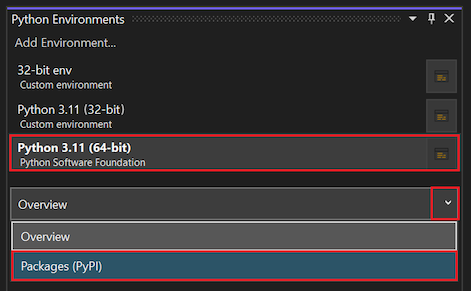 Python Environments
Add Environment...
32-bit env
Custom environment
Python 3.11 (32-bit)
Custom environment
Python 3.11 (64-bit)
Python Software Foundation
Overview
Overview
Packages (PyPI)